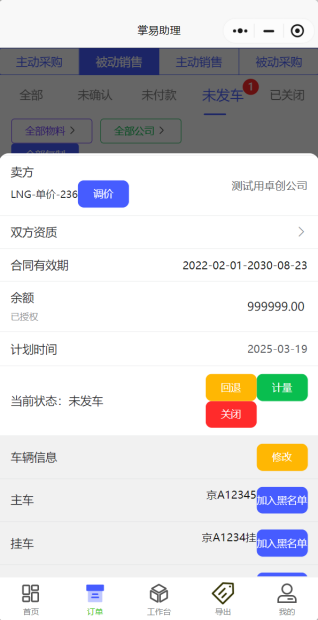 掌易助理
主动采购 被动销售 主动销售 被动采购
全部 未确认 未付款 未发车 1 已关闭
全部物料 全部公司
卖方
LNG-单价-236 调价 测试用卓创公司
双方资质
合同有效期 2022-02-01-2030-08-23
余额 999999.00
已授权
计划时间 2025-03-19
当前状态：未发车 回退 计量
关闭
车辆信息 修改
主车 京A12345 加入黑名单
挂车 京A1234挂 加入黑名单
首页 订单 工作台 导出 我的